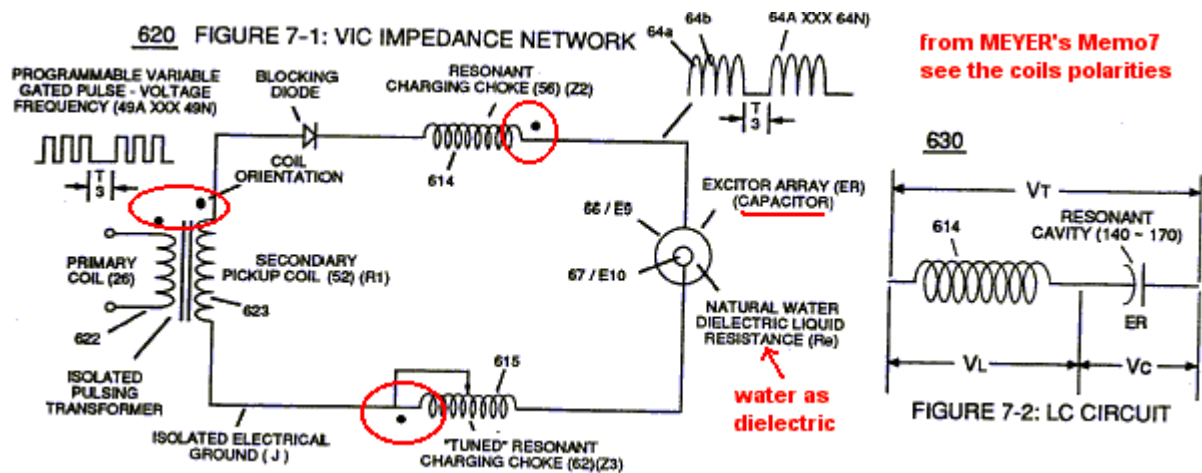 620 FIGURE 7-1: VIC IMPEDANCE NETWORK
PROGRAMMABLE VARIABLE
GATED PULSE - VOLTAGE
FREQUENCY (49A XXX 49N)
T
3
BLOCKING
DIODE
RESONANT
CHARGING CHOKE (56) (Z2)
614
64a
64b
64A XXX 64N)
T
3
from MEYER's Memo7
see the coils polarities
COIL
ORIENTATION
PRIMARY
COIL (26)
622
SECONDARY
PICKUP COIL (52) (R1)
623
ISOLATED
PULSING
TRANSFORMER
ISOLATED ELECTRICAL
GROUND ( J )
615
"TUNED" RESONANT
CHARGING CHOKE (62)(Z3)
66 / E9
67 / E10
EXCITOR ARRAY (ER)
(CAPACITOR)
NATURAL WATER
DIELECTRIC LIQUID
RESISTANCE (Re)
water as
dielectric
630
VT
614
RESONANT
CAVITY (140 ~ 170)
ER
VL
VC
FIGURE 7-2: LC CIRCUIT